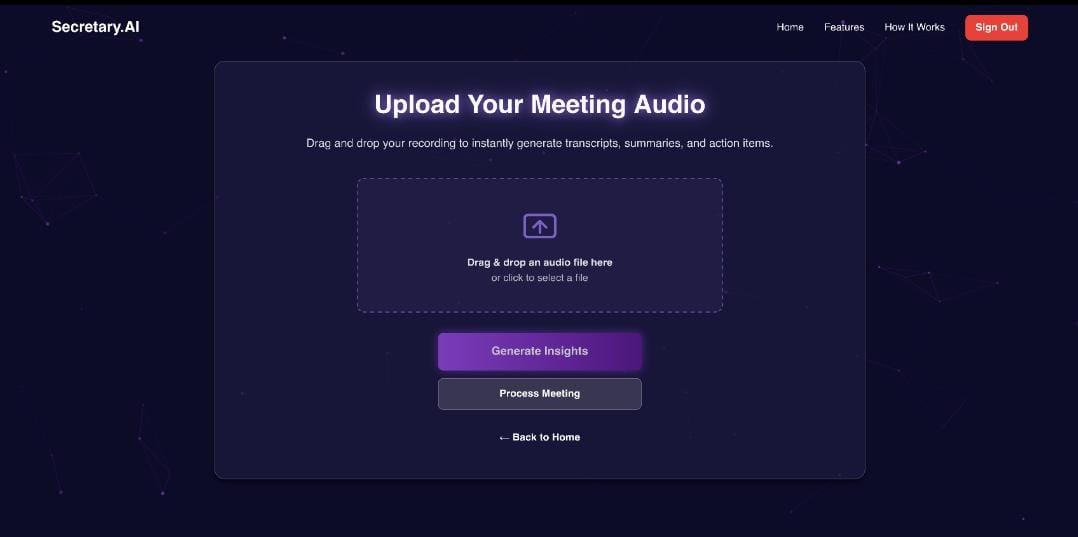 Secretary.AI
Home Features How It Works Sign Out
Upload Your Meeting Audio
Drag and drop your recording to instantly generate transcripts, summaries, and action items.
Drag & drop an audio file here
or click to select a file
Generate Insights
Process Meeting
← Back to Home